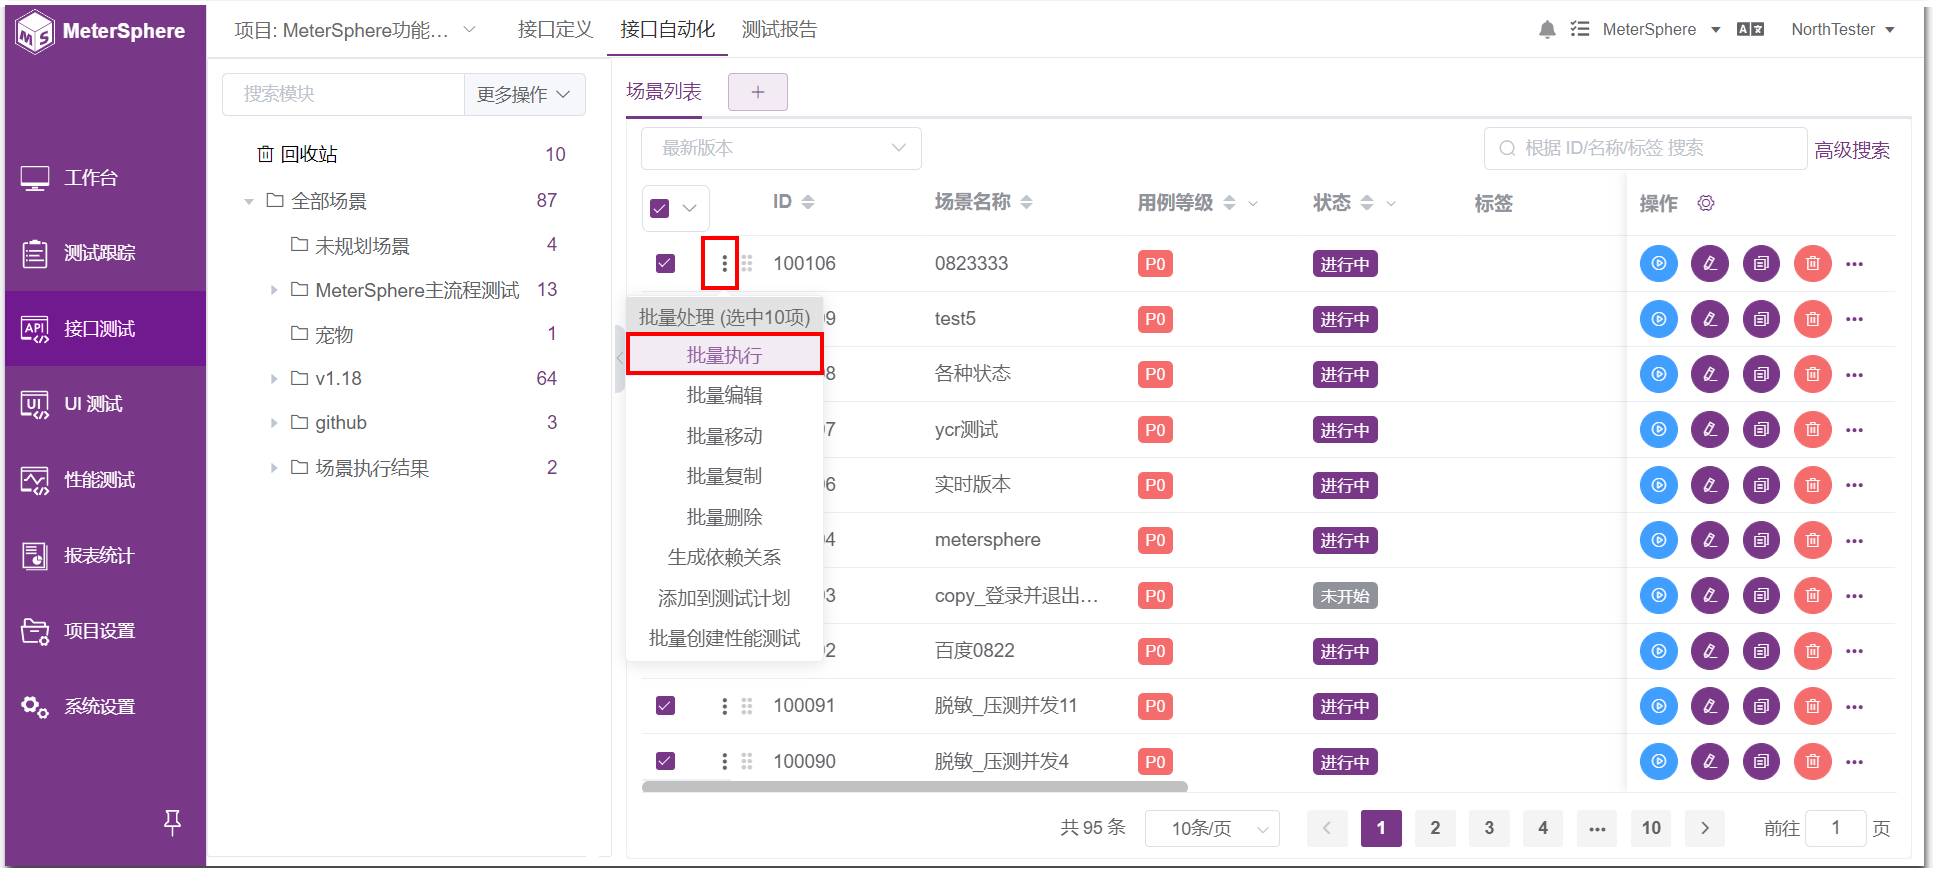 MeterSphere
项目: MeterSphere功能...
接口定义
接口自动化
测试报告
MeterSphere
NorthTester
工作台
测试跟踪
接口测试
UI 测试
性能测试
报表统计
项目设置
系统设置
搜索模块
更多操作
回收站 10
全部场景 87
未规划场景 4
MeterSphere主流程测试 13
宠物 1
v1.18 64
github 3
场景执行结果 2
场景列表
+
最新版本
根据 ID/名称/标签 搜索
高级搜索
ID 场景名称 用例等级 状态 标签 操作
100106 0823333 P0 进行中
批量处理 (选中10项)
批量执行
批量编辑
批量移动
批量复制
批量删除
生成依赖关系
添加到测试计划
批量创建性能测试
9 test5 P0 进行中
8 各种状态 P0 进行中
7 ycr测试 P0 进行中
6 实时版本 P0 进行中
4 metersphere P0 进行中
3 copy_登录并退出... P0 未开始
2 百度0822 P0 进行中
100091 脱敏_压测并发11 P0 进行中
100090 脱敏_压测并发4 P0 进行中
共 95 条
10条/页
1 2 3 4 ... 10
前往 1 页